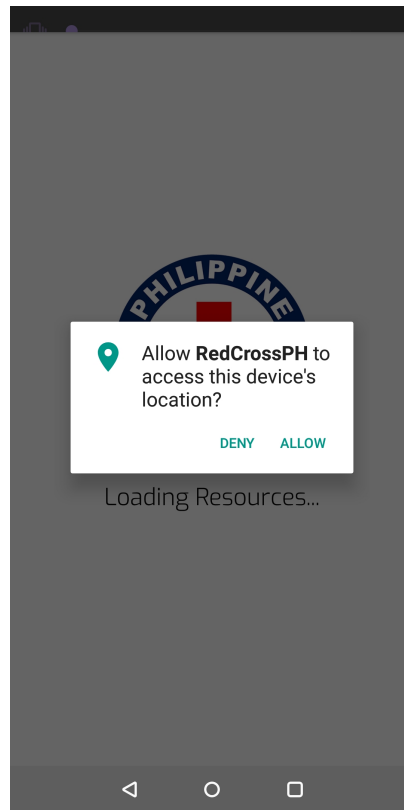 PHILIPPINE
Allow RedCrossPH to
access this device's
location?
DENY ALLOW
Loading Resources...